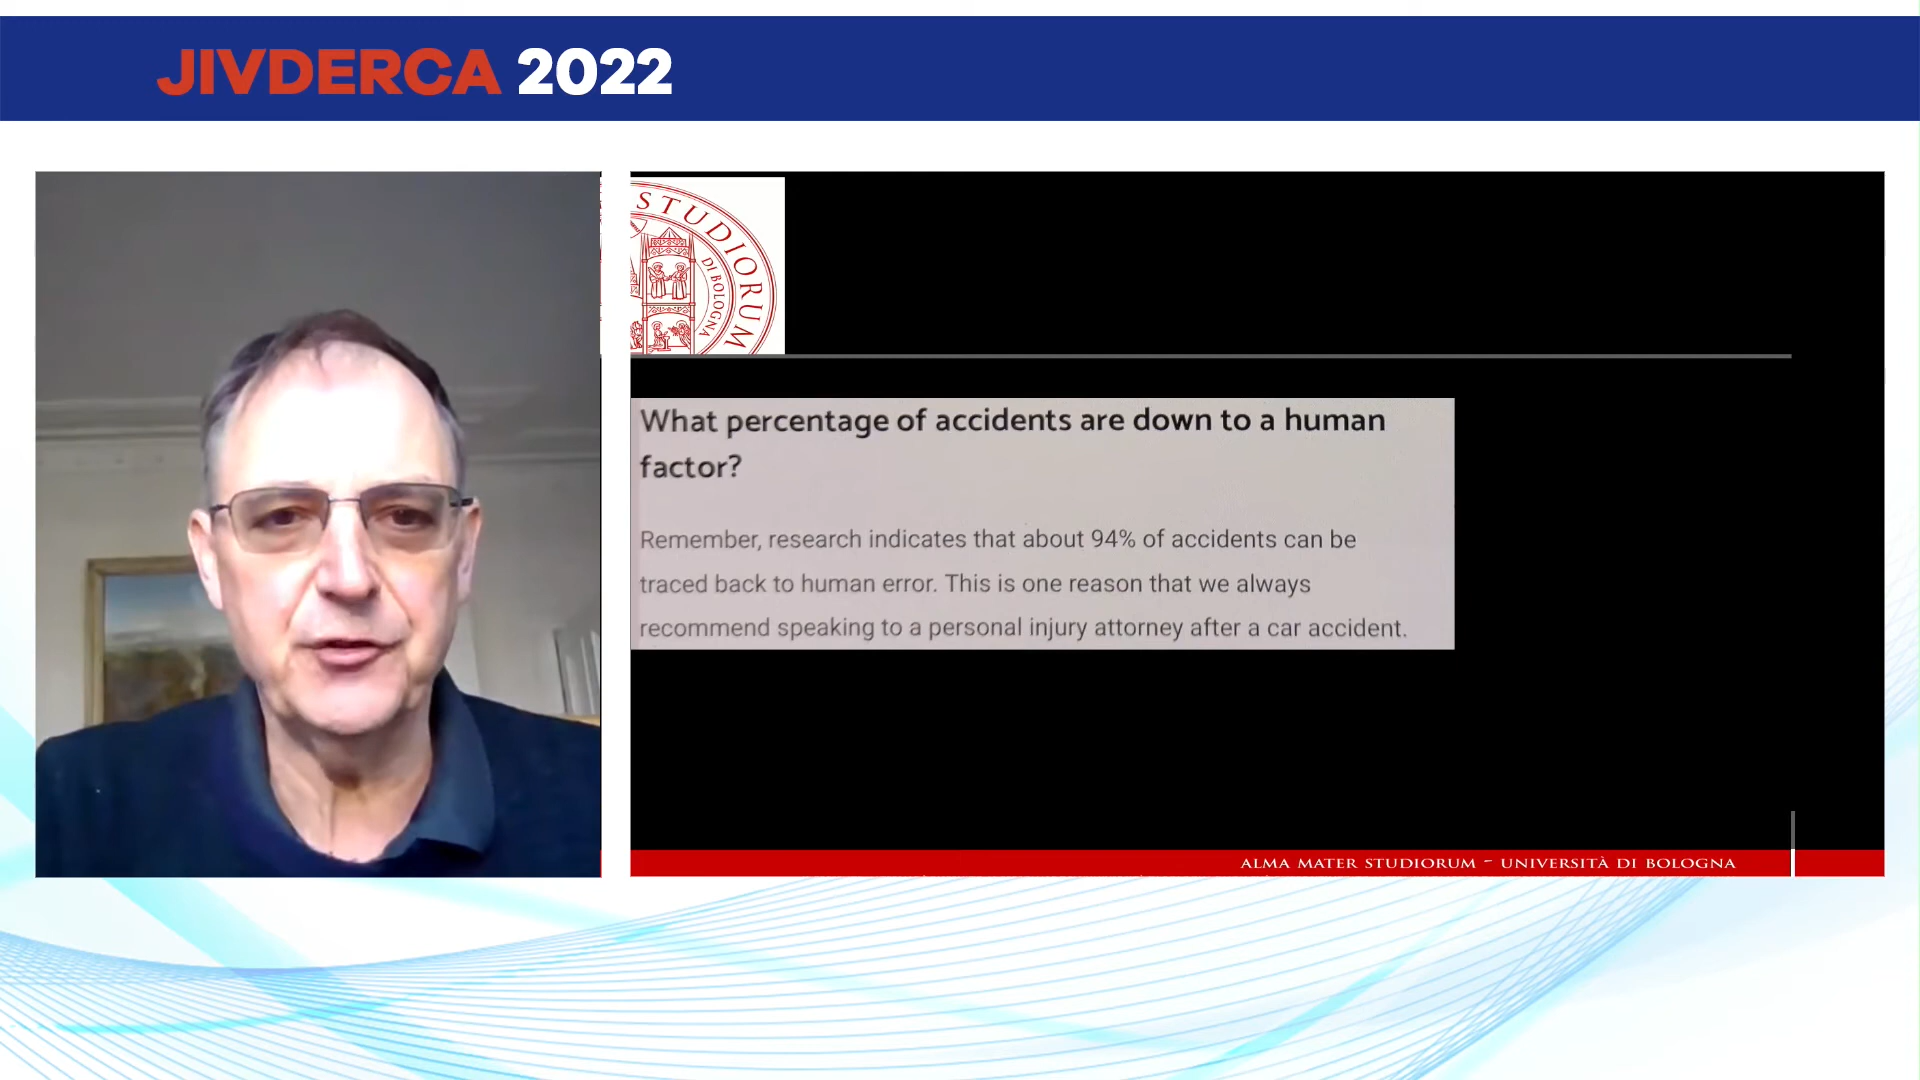 JIVDERCA 2022
STUDIORUM
DI BOLOGNA
What percentage of accidents are down to a human
factor?
Remember, research indicates that about 94% of accidents can be
traced back to human error. This is one reason that we always
recommend speaking to a personal injury attorney after a car accident.
ALMA MATER STUDIORUM – UNIVERSITÀ DI BOLOGNA